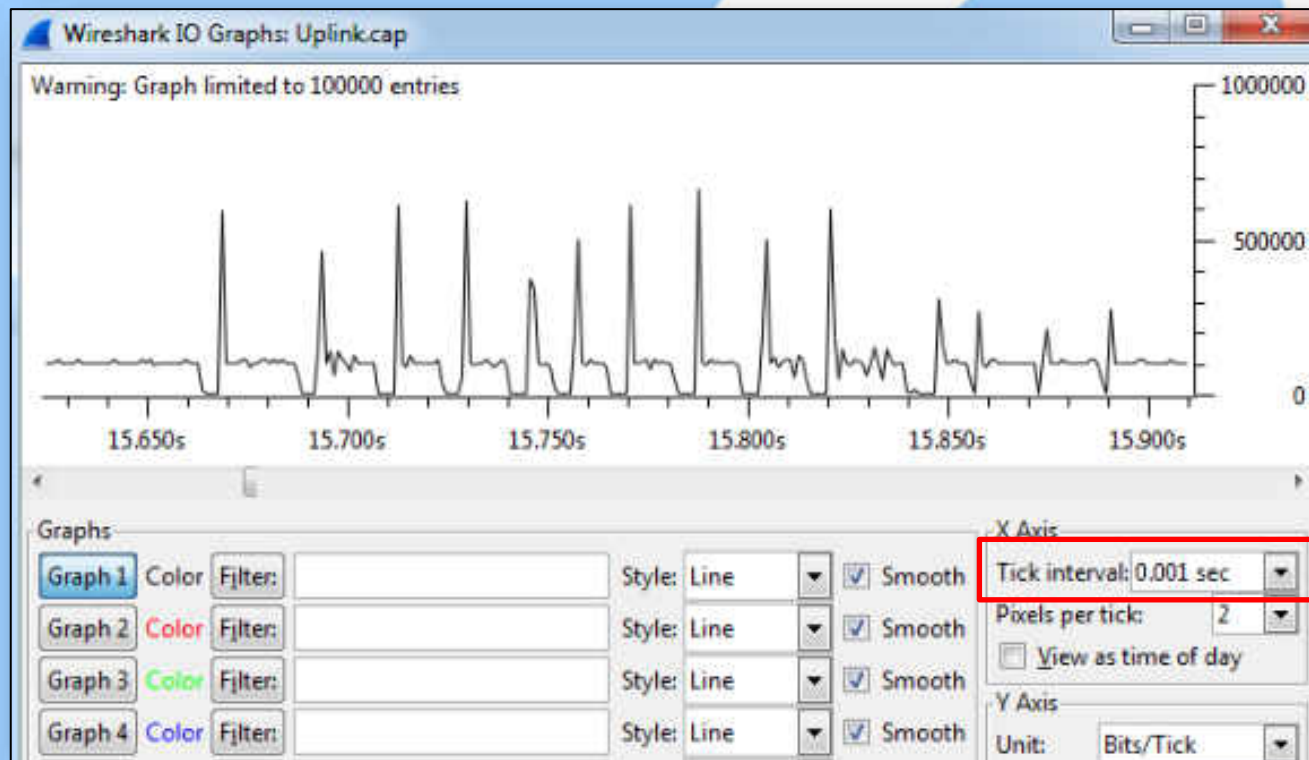 Wireshark IO Graphs: Uplink.cap
Warning: Graph limited to 100000 entries
1000000
500000
0
15.650s 15.700s 15.750s 15.800s 15.850s 15.900s
Graphs
Graph 1 Color Filter: Style: Line Smooth
Graph 2 Color Filter: Style: Line Smooth
Graph 3 Color Filter: Style: Line Smooth
Graph 4 Color Filter: Style: Line Smooth
X Axis
Tick interval: 0.001 sec
Pixels per tick: 2
View as time of day
Y Axis
Unit: Bits/Tick